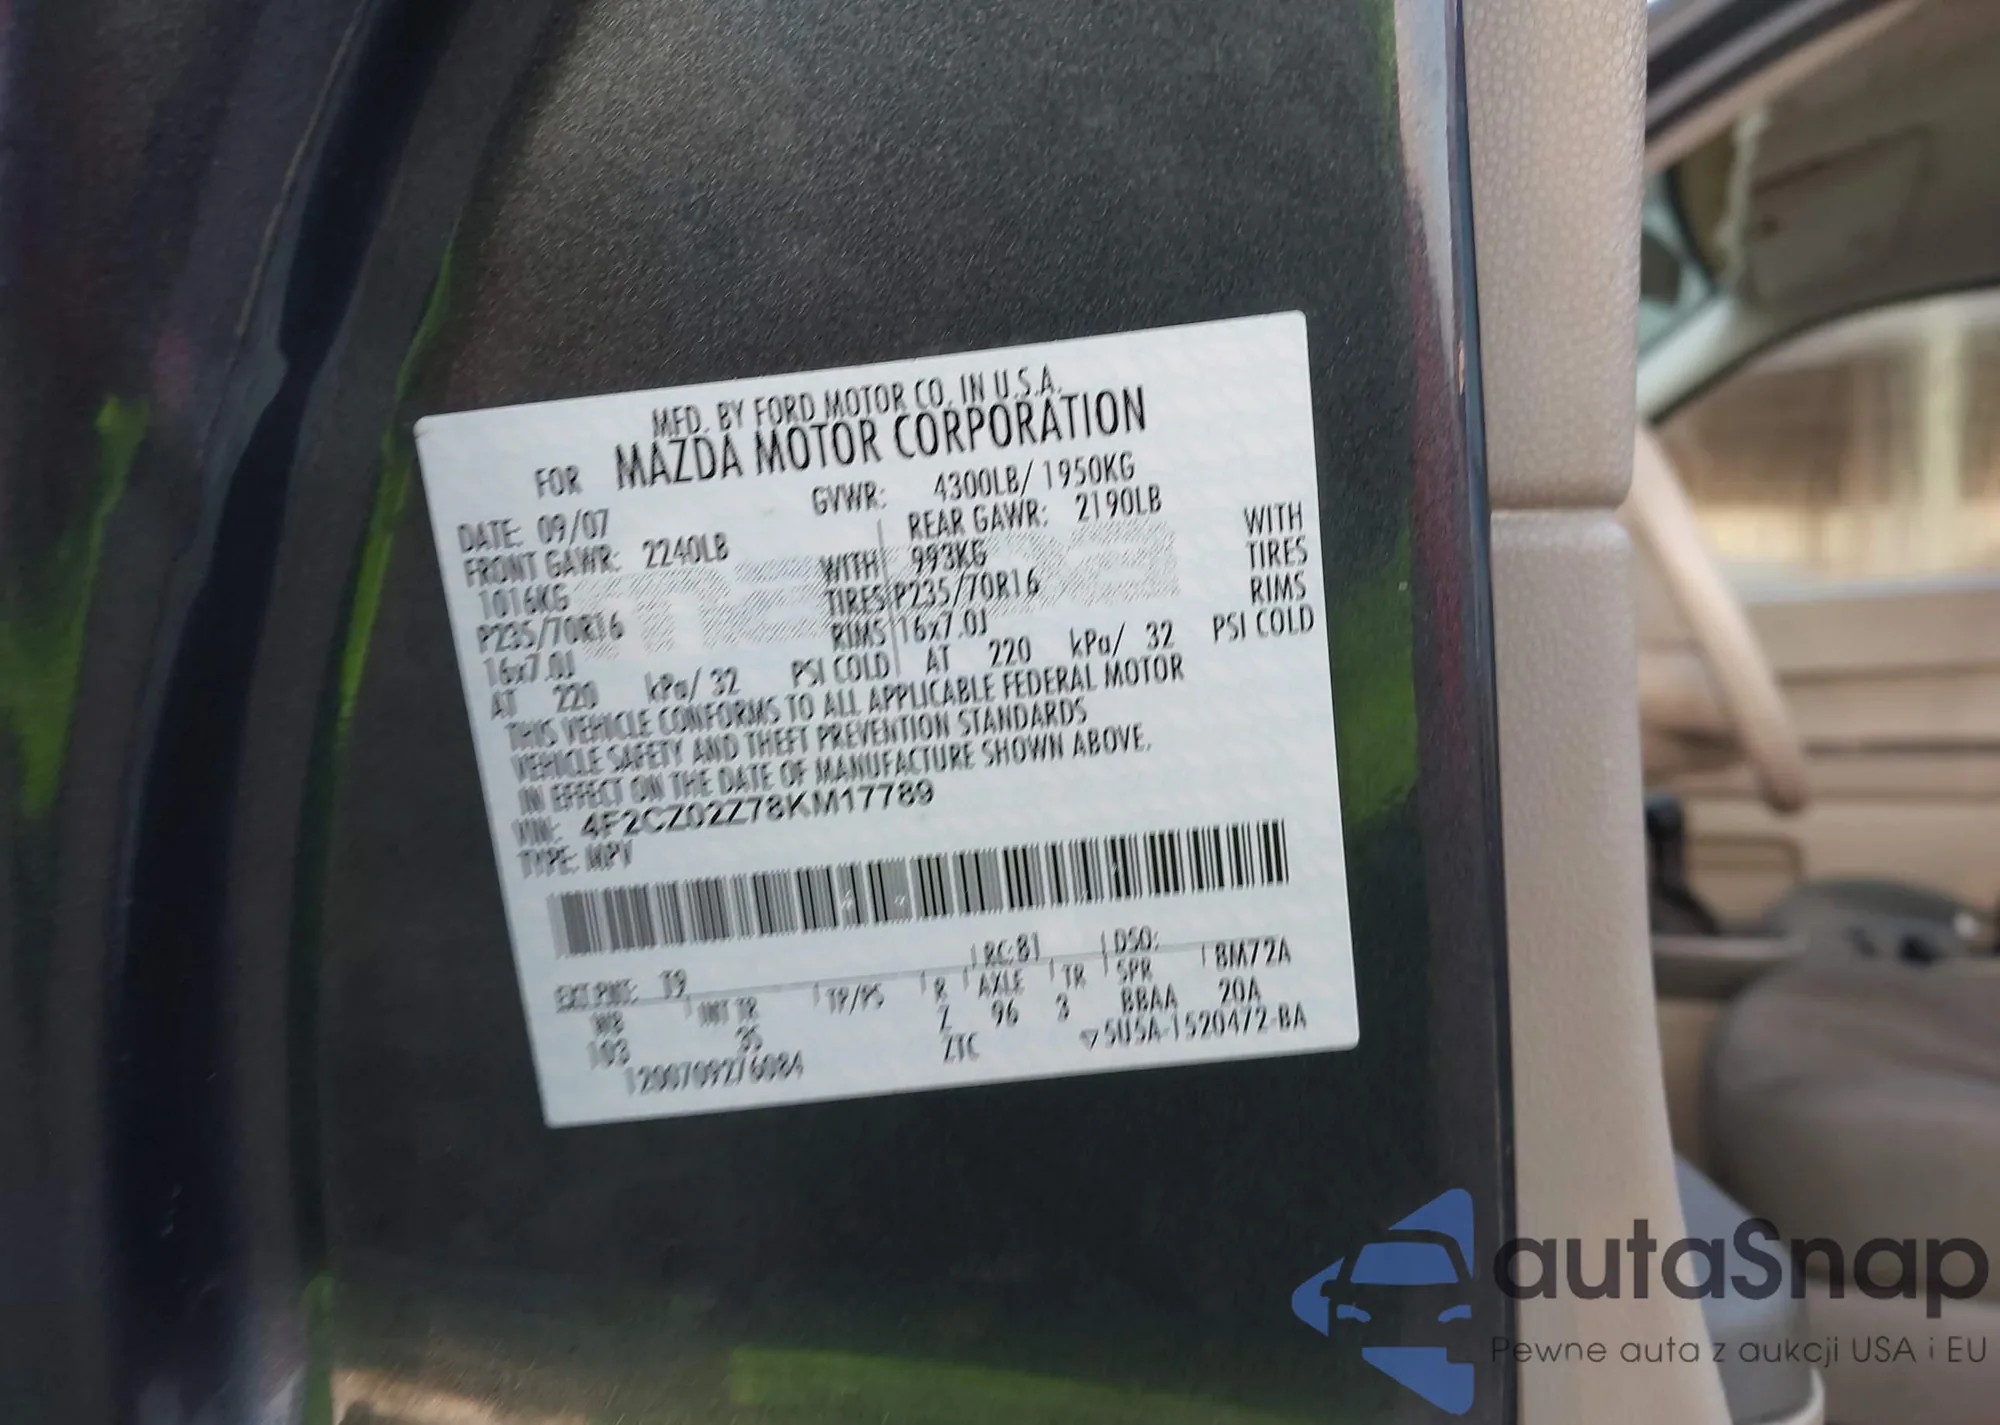 MFD. BY FORD MOTOR CO. IN U.S.A.
FOR MAZDA MOTOR CORPORATION
DATE: 09/07 GVWR: 4300LB/ 1950KG
FRONT GAWR: 2240LB REAR GAWR: 2190LB
1016KG WITH 993KG WITH
P235/70R16 TIRES P235/70R16 TIRES
16x7.0J RIMS 16x7.0J RIMS
AT 220 kPa/ 32 PSI COLD AT 220 kPa/ 32 PSI COLD
THIS VEHICLE CONFORMS TO ALL APPLICABLE FEDERAL MOTOR
VEHICLE SAFETY AND THEFT PREVENTION STANDARDS
IN EFFECT ON THE DATE OF MANUFACTURE SHOWN ABOVE.
VIN: 4F2CZ02Z78KM17789
TYPE: MPV
EXT PNT: T9 RC: 81 DSO:
WB INT TR TP/PS R AXLE TR SPR 8M72A
103 35 Z 96 3 BBAA 20A
1200709276084 ZTC 5U5A-1520472-BA
autaSnap
Pewne auta z aukcji USA i EU